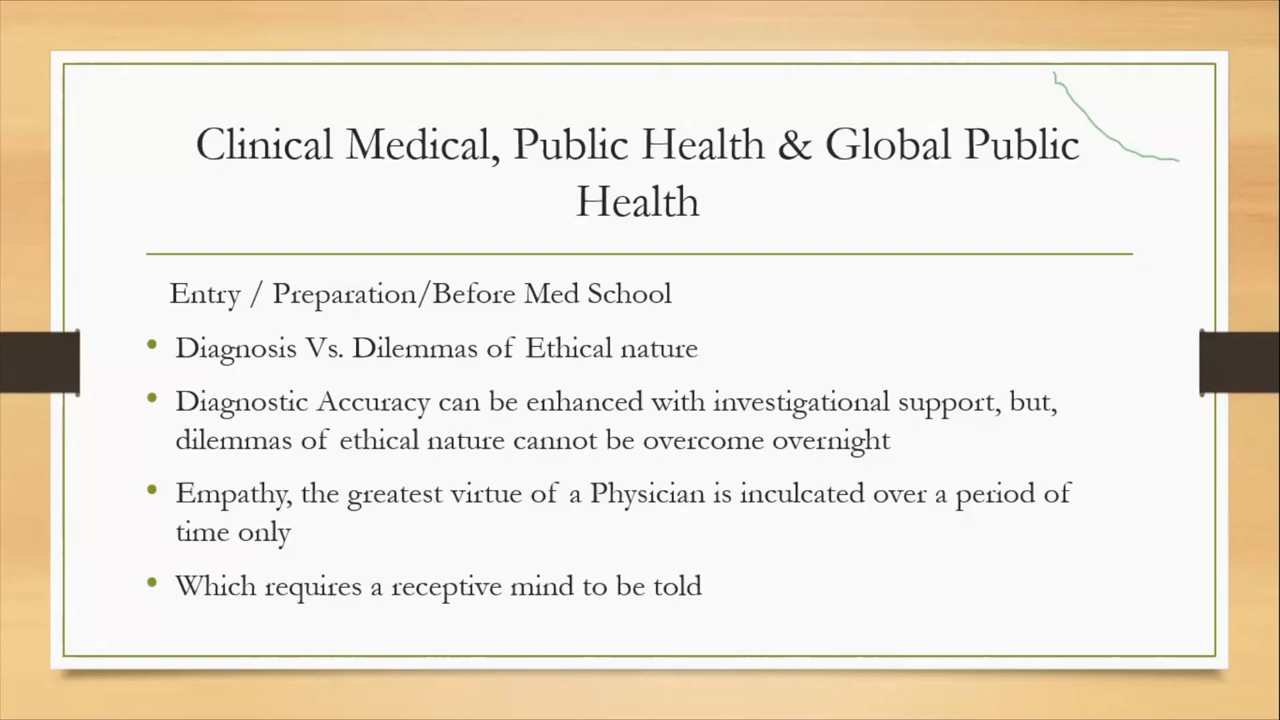 Clinical Medical, Public Health & Global Public
Health
Entry / Preparation/Before Med School
• Diagnosis Vs. Dilemmas of Ethical nature
• Diagnostic Accuracy can be enhanced with investigational support, but,
dilemmas of ethical nature cannot be overcome overnight
• Empathy, the greatest virtue of a Physician is inculcated over a period of
time only
• Which requires a receptive mind to be told